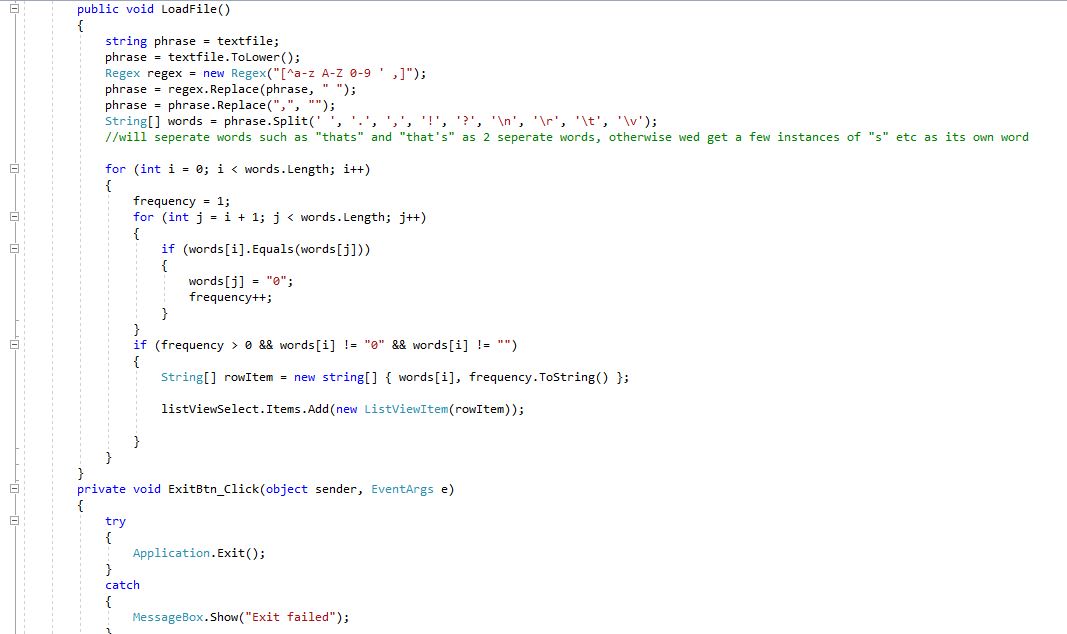 public void LoadFile()
{
string phrase = textfile;
phrase = textfile.ToLower();
Regex regex = new Regex("[^a-z A-Z 0-9 ' ,]");
phrase = regex.Replace(phrase, " ");
phrase = phrase.Replace(",", "");
String[] words = phrase.Split(' ', '.', ',', '!', '?', '\n', '\r', '\t', '\v');
//will seperate words such as "thats" and "that's" as 2 seperate words, otherwise wed get a few instances of "s" etc as its own word
for (int i = 0; i < words.Length; i++)
{
frequency = 1;
for (int j = i + 1; j < words.Length; j++)
{
if (words[i].Equals(words[j]))
{
words[j] = "0";
frequency++;
}
}
if (frequency > 0 && words[i] != "0" && words[i] != "")
{
String[] rowItem = new string[] { words[i], frequency.ToString() };
listViewSelect.Items.Add(new ListViewItem(rowItem));
}
}
}
private void ExitBtn_Click(object sender, EventArgs e)
{
try
{
Application.Exit();
}
catch
{
MessageBox.Show("Exit failed");
}